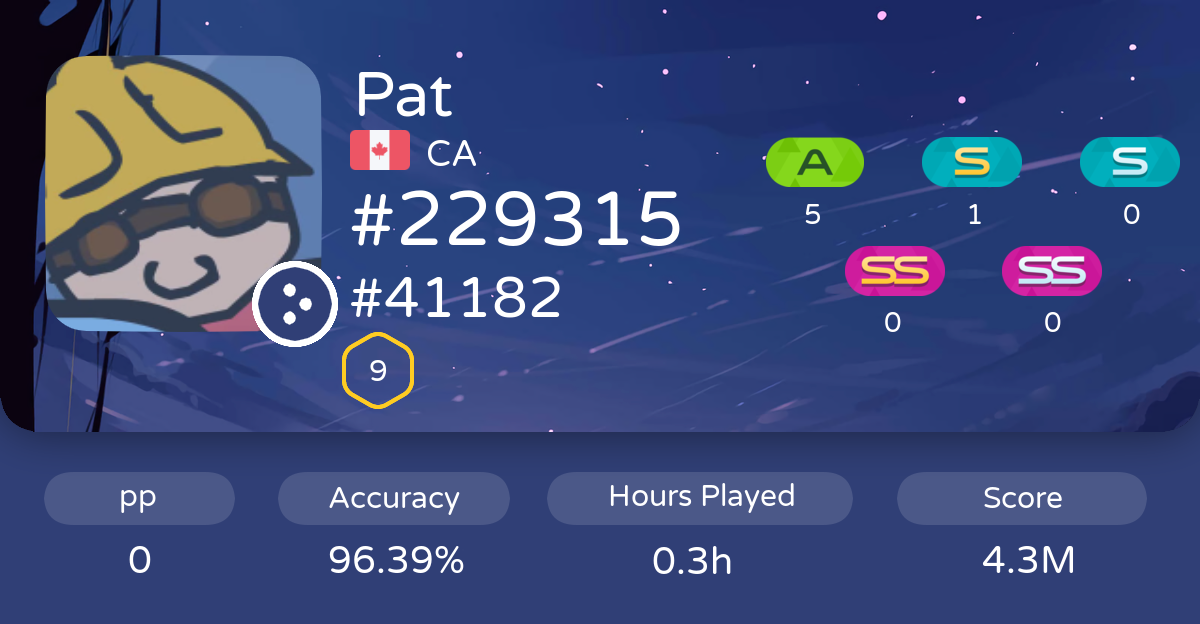 Pat
CA
#229315
#41182
9
A S S
5 1 0
SS SS
0 0
pp Accuracy Hours Played Score
0 96.39% 0.3h 4.3M